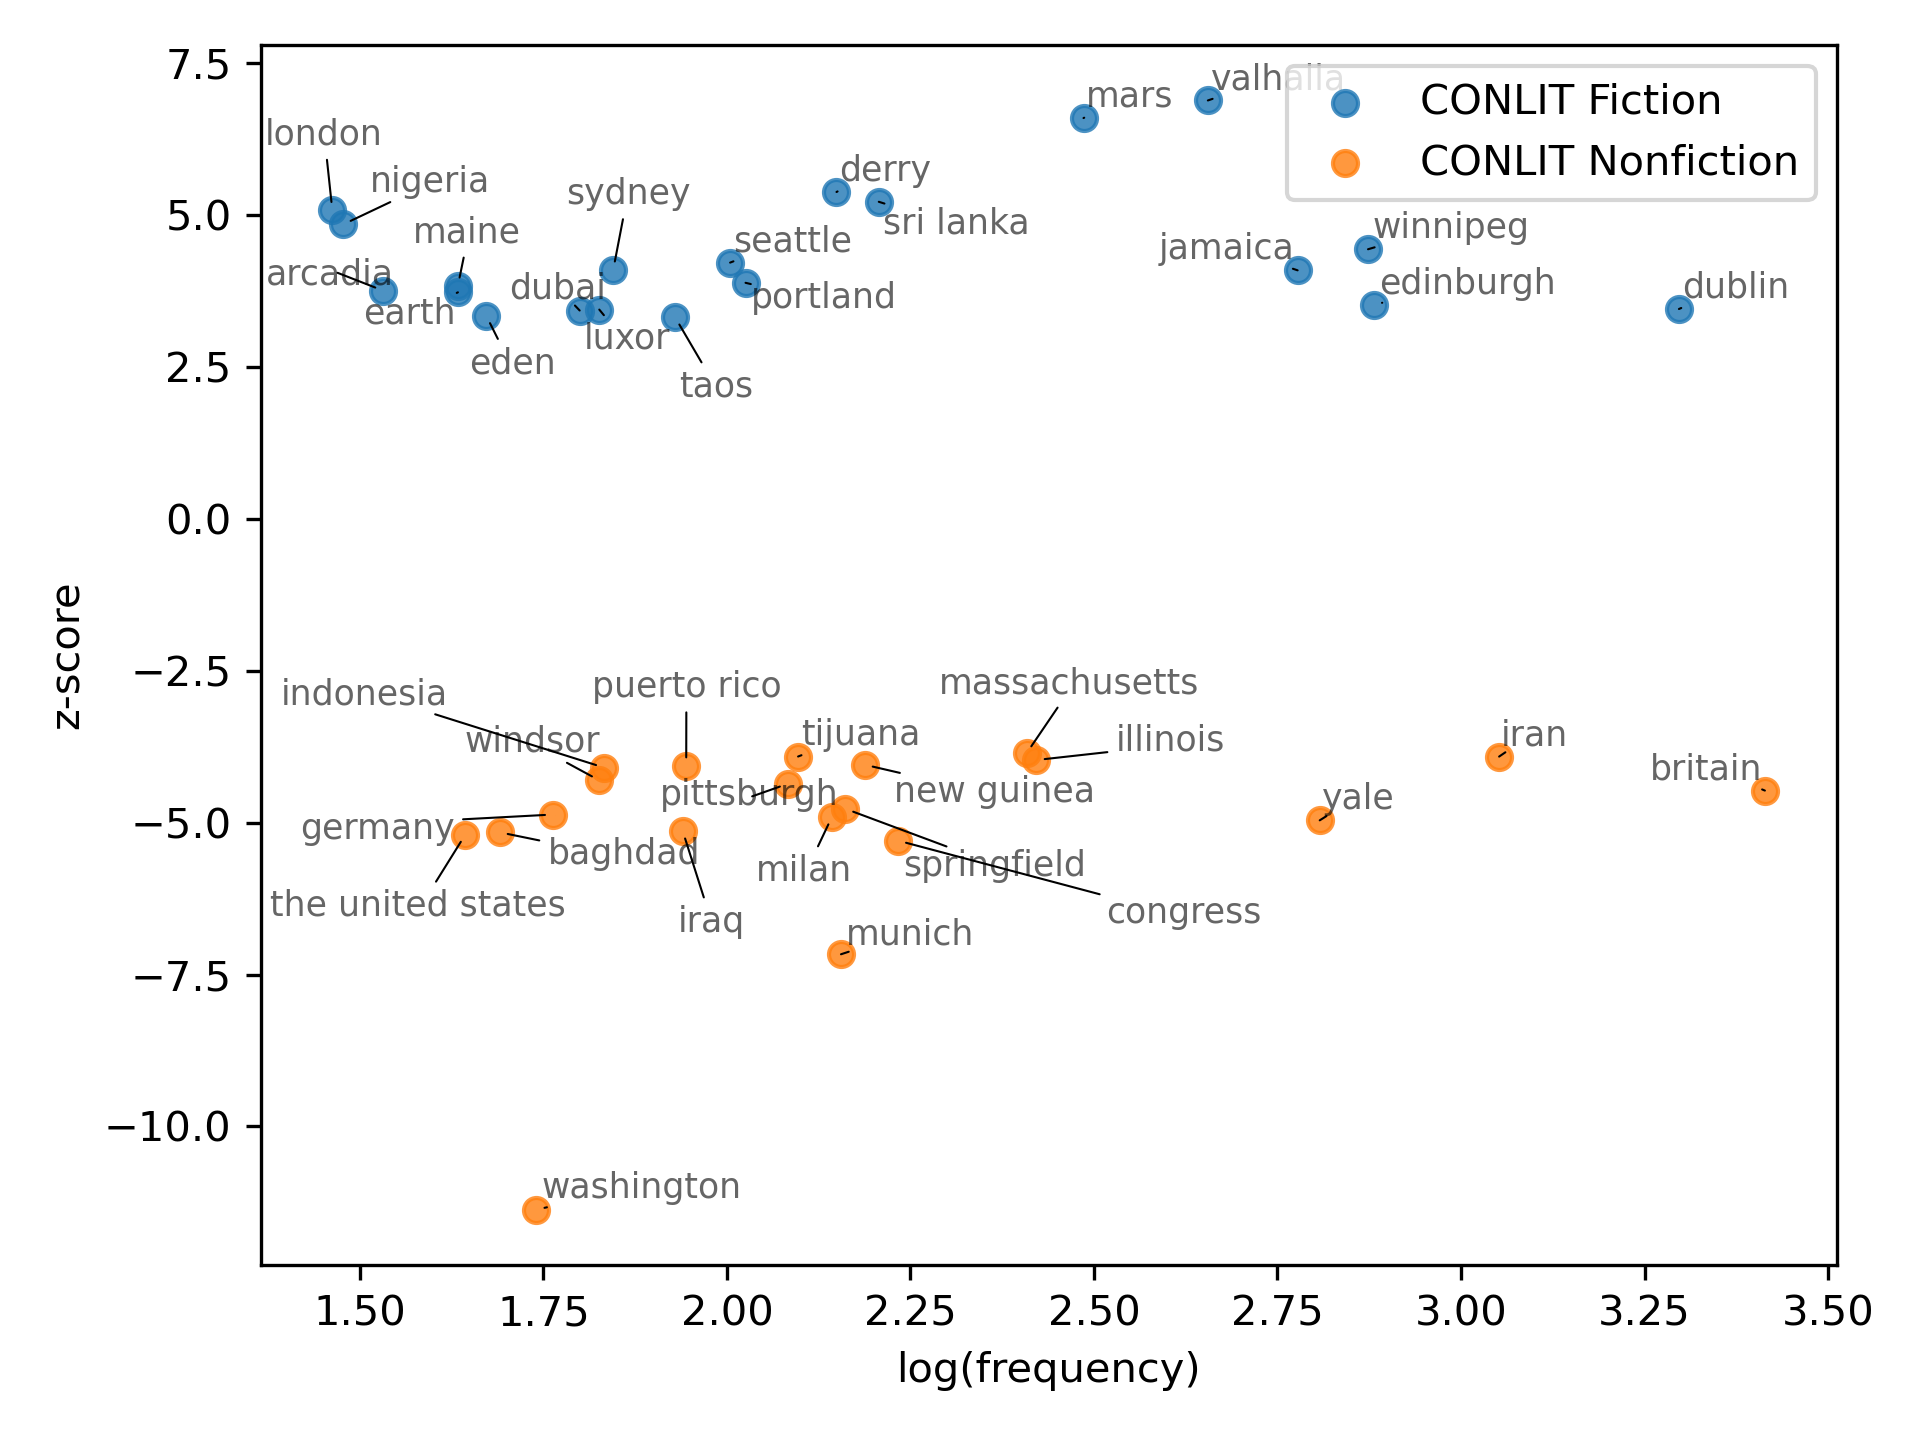 7.5
5.0
2.5
0.0
−2.5
−5.0
−7.5
−10.0
z-score
1.50
1.75
2.00
2.25
2.50
2.75
3.00
3.25
3.50
log(frequency)
CONLIT Fiction
CONLIT Nonfiction
valhalla
mars
london
nigeria
derry
sydney
maine
sri lanka
seattle
winnipeg
jamaica
arcadia
dubai
edinburgh
dublin
portland
earth
luxor
eden
taos
massachusetts
puerto rico
indonesia
windsor
tijuana
illinois
iran
britain
pittsburgh
new guinea
yale
germany
baghdad
milan
springfield
the united states
iraq
congress
munich
washington